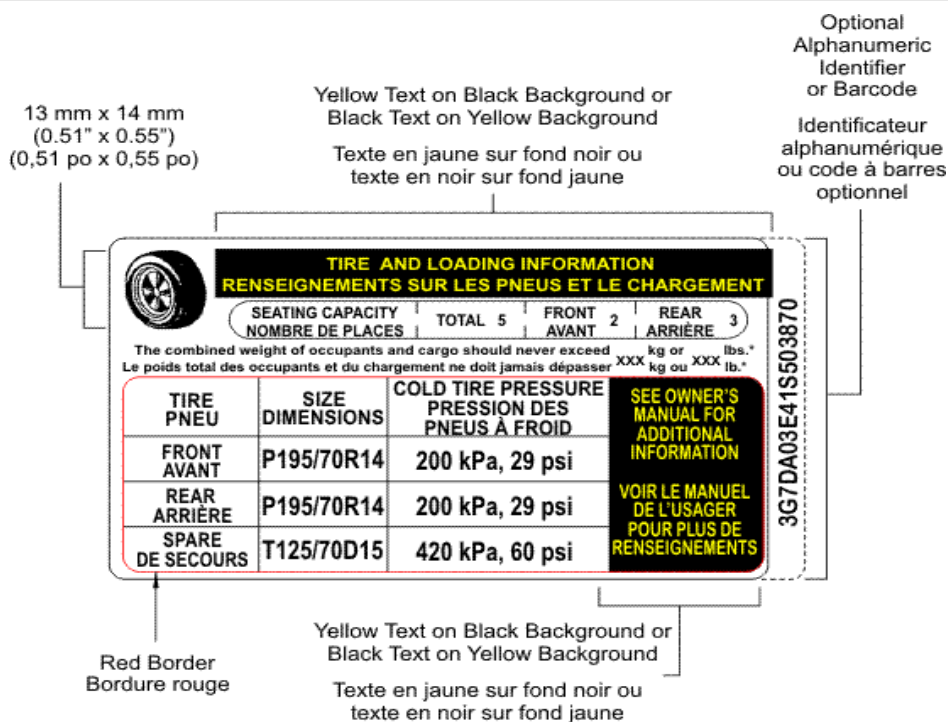 Optional
Alphanumeric
Identifier
or Barcode
Identificateur
alphanumérique
ou code à barres
optionnel
Yellow Text on Black Background or
Black Text on Yellow Background
Texte en jaune sur fond noir ou
texte en noir sur fond jaune
13 mm x 14 mm
(0.51" x 0.55")
(0,51 po x 0,55 po)
TIRE AND LOADING INFORMATION
RENSEIGNEMENTS SUR LES PNEUS ET LE CHARGEMENT
SEATING CAPACITY
NOMBRE DE PLACES
TOTAL 5
FRONT
AVANT
2
REAR
ARRIÈRE
3
The combined weight of occupants and cargo should never exceed XXX kg or XXX lbs.*
Le poids total des occupants et du chargement ne doit jamais dépasser XXX kg ou XXX lb.*
TIRE
PNEU
SIZE
DIMENSIONS
COLD TIRE PRESSURE
PRESSION DES
PNEUS À FROID
FRONT
AVANT
P195/70R14
200 kPa, 29 psi
REAR
ARRIÈRE
P195/70R14
200 kPa, 29 psi
SPARE
DE SECOURS
T125/70D15
420 kPa, 60 psi
SEE OWNER'S
MANUAL FOR
ADDITIONAL
INFORMATION
VOIR LE MANUEL
DE L'USAGER
POUR PLUS DE
RENSEIGNEMENTS
3G7DA03E41S503870
Red Border
Bordure rouge
Yellow Text on Black Background or
Black Text on Yellow Background
Texte en jaune sur fond noir ou
texte en noir sur fond jaune